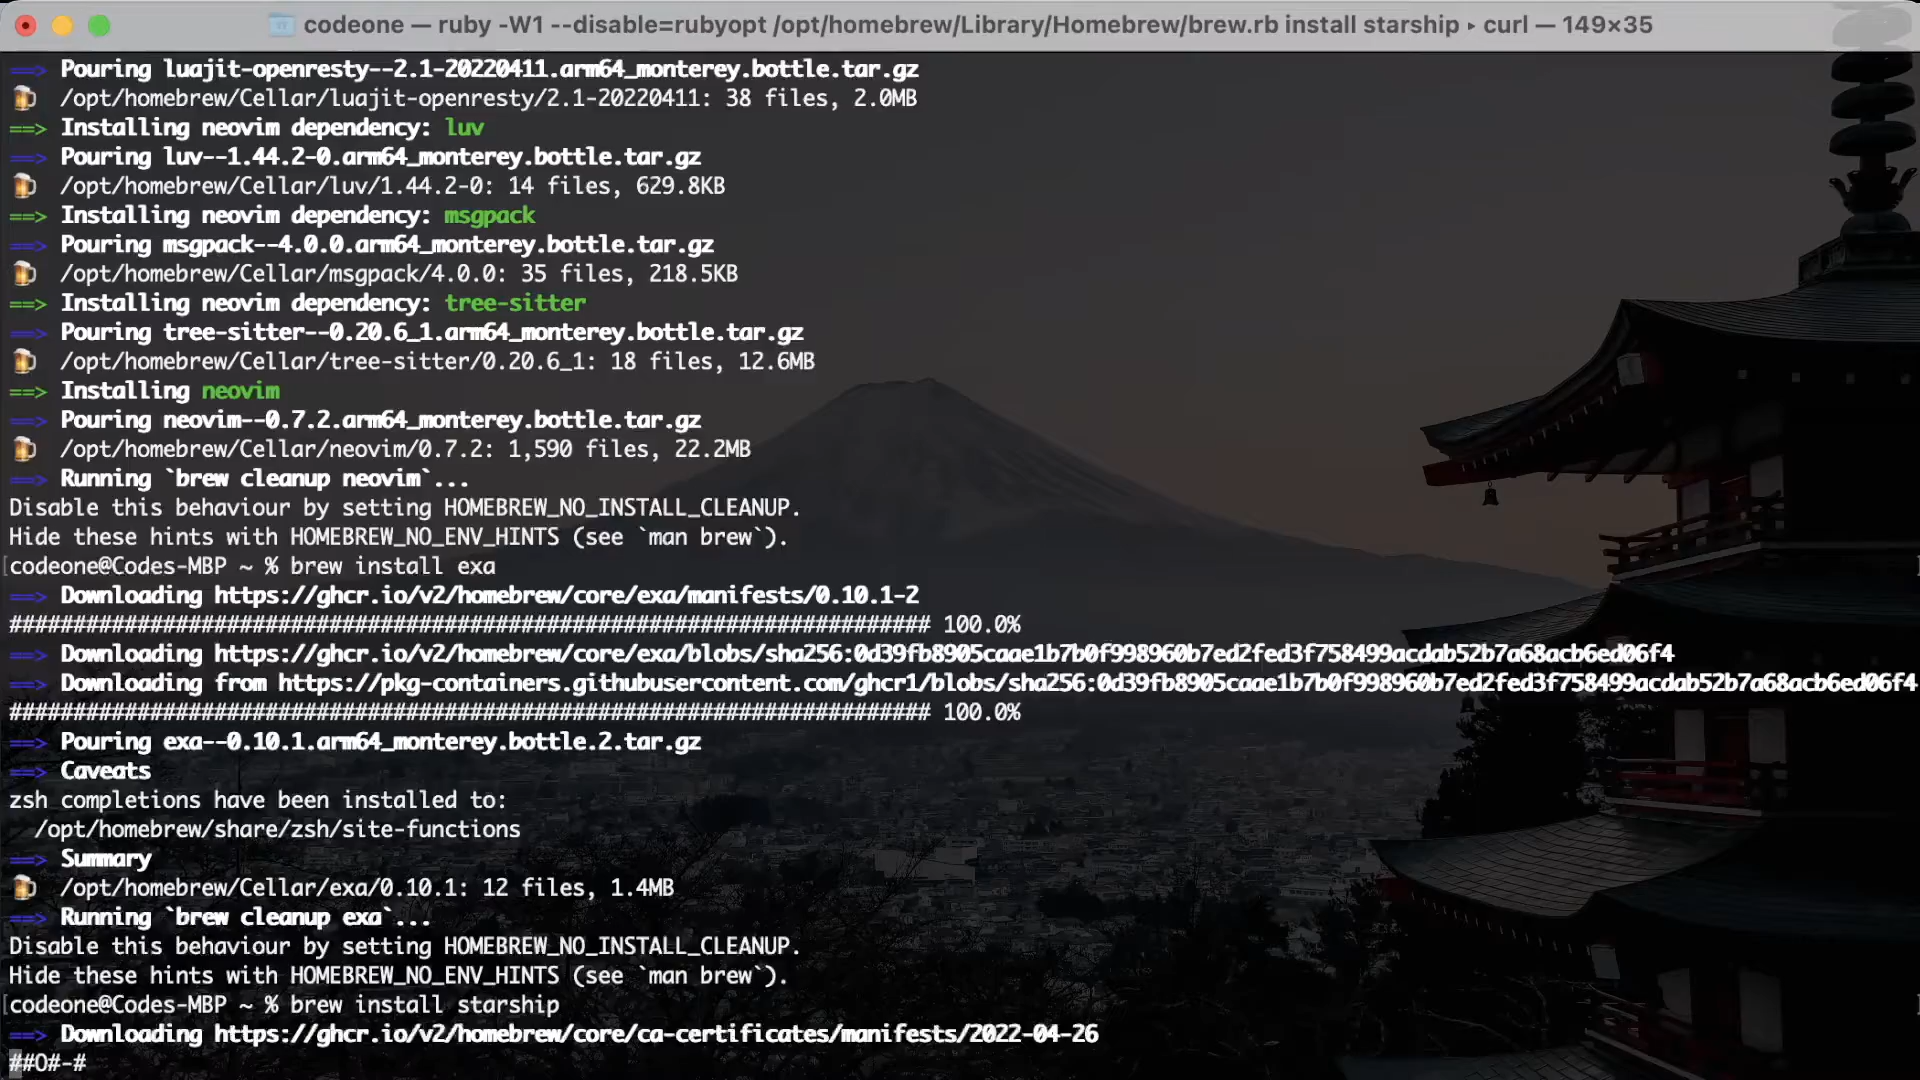 codeone — ruby -W1 --disable=rubyopt /opt/homebrew/Library/Homebrew/brew.rb install starship ▸ curl — 149×35
==> Pouring luajit-openresty--2.1-20220411.arm64_monterey.bottle.tar.gz
🍺  /opt/homebrew/Cellar/luajit-openresty/2.1-20220411: 38 files, 2.0MB
==> Installing neovim dependency: luv
==> Pouring luv--1.44.2-0.arm64_monterey.bottle.tar.gz
🍺  /opt/homebrew/Cellar/luv/1.44.2-0: 14 files, 629.8KB
==> Installing neovim dependency: msgpack
==> Pouring msgpack--4.0.0.arm64_monterey.bottle.tar.gz
🍺  /opt/homebrew/Cellar/msgpack/4.0.0: 35 files, 218.5KB
==> Installing neovim dependency: tree-sitter
==> Pouring tree-sitter--0.20.6_1.arm64_monterey.bottle.tar.gz
🍺  /opt/homebrew/Cellar/tree-sitter/0.20.6_1: 18 files, 12.6MB
==> Installing neovim
==> Pouring neovim--0.7.2.arm64_monterey.bottle.tar.gz
🍺  /opt/homebrew/Cellar/neovim/0.7.2: 1,590 files, 22.2MB
==> Running `brew cleanup neovim`...
Disable this behaviour by setting HOMEBREW_NO_INSTALL_CLEANUP.
Hide these hints with HOMEBREW_NO_ENV_HINTS (see `man brew`).
[codeone@Codes-MBP ~ % brew install exa
==> Downloading https://ghcr.io/v2/homebrew/core/exa/manifests/0.10.1-2
######################################################################## 100.0%
==> Downloading https://ghcr.io/v2/homebrew/core/exa/blobs/sha256:0d39fb8905caae1b7b0f998960b7ed2fed3f758499acdab52b7a68acb6ed06f4
==> Downloading from https://pkg-containers.githubusercontent.com/ghcr1/blobs/sha256:0d39fb8905caae1b7b0f998960b7ed2fed3f758499acdab52b7a68acb6ed06f4
######################################################################## 100.0%
==> Pouring exa--0.10.1.arm64_monterey.bottle.2.tar.gz
==> Caveats
zsh completions have been installed to:
  /opt/homebrew/share/zsh/site-functions
==> Summary
🍺  /opt/homebrew/Cellar/exa/0.10.1: 12 files, 1.4MB
==> Running `brew cleanup exa`...
Disable this behaviour by setting HOMEBREW_NO_INSTALL_CLEANUP.
Hide these hints with HOMEBREW_NO_ENV_HINTS (see `man brew`).
[codeone@Codes-MBP ~ % brew install starship
==> Downloading https://ghcr.io/v2/homebrew/core/ca-certificates/manifests/2022-04-26
##O#-#